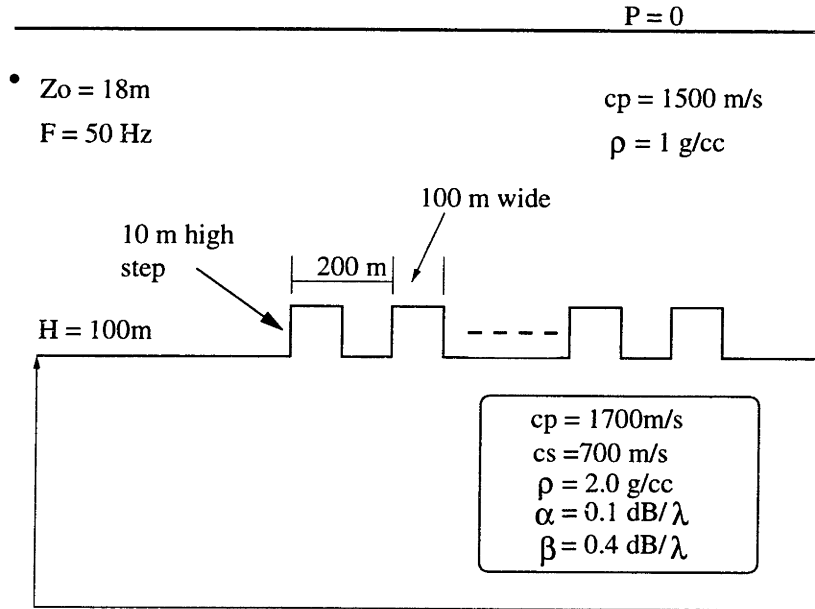 P = 0
Zo = 18m
cp = 1500 m/s
F = 50 Hz
ρ = 1 g/cc
100 m wide
10 m high
step
200 m
H = 100m
cp = 1700m/s
cs =700 m/s
ρ = 2.0 g/cc
α = 0.1 dB/λ
β = 0.4 dB/λ